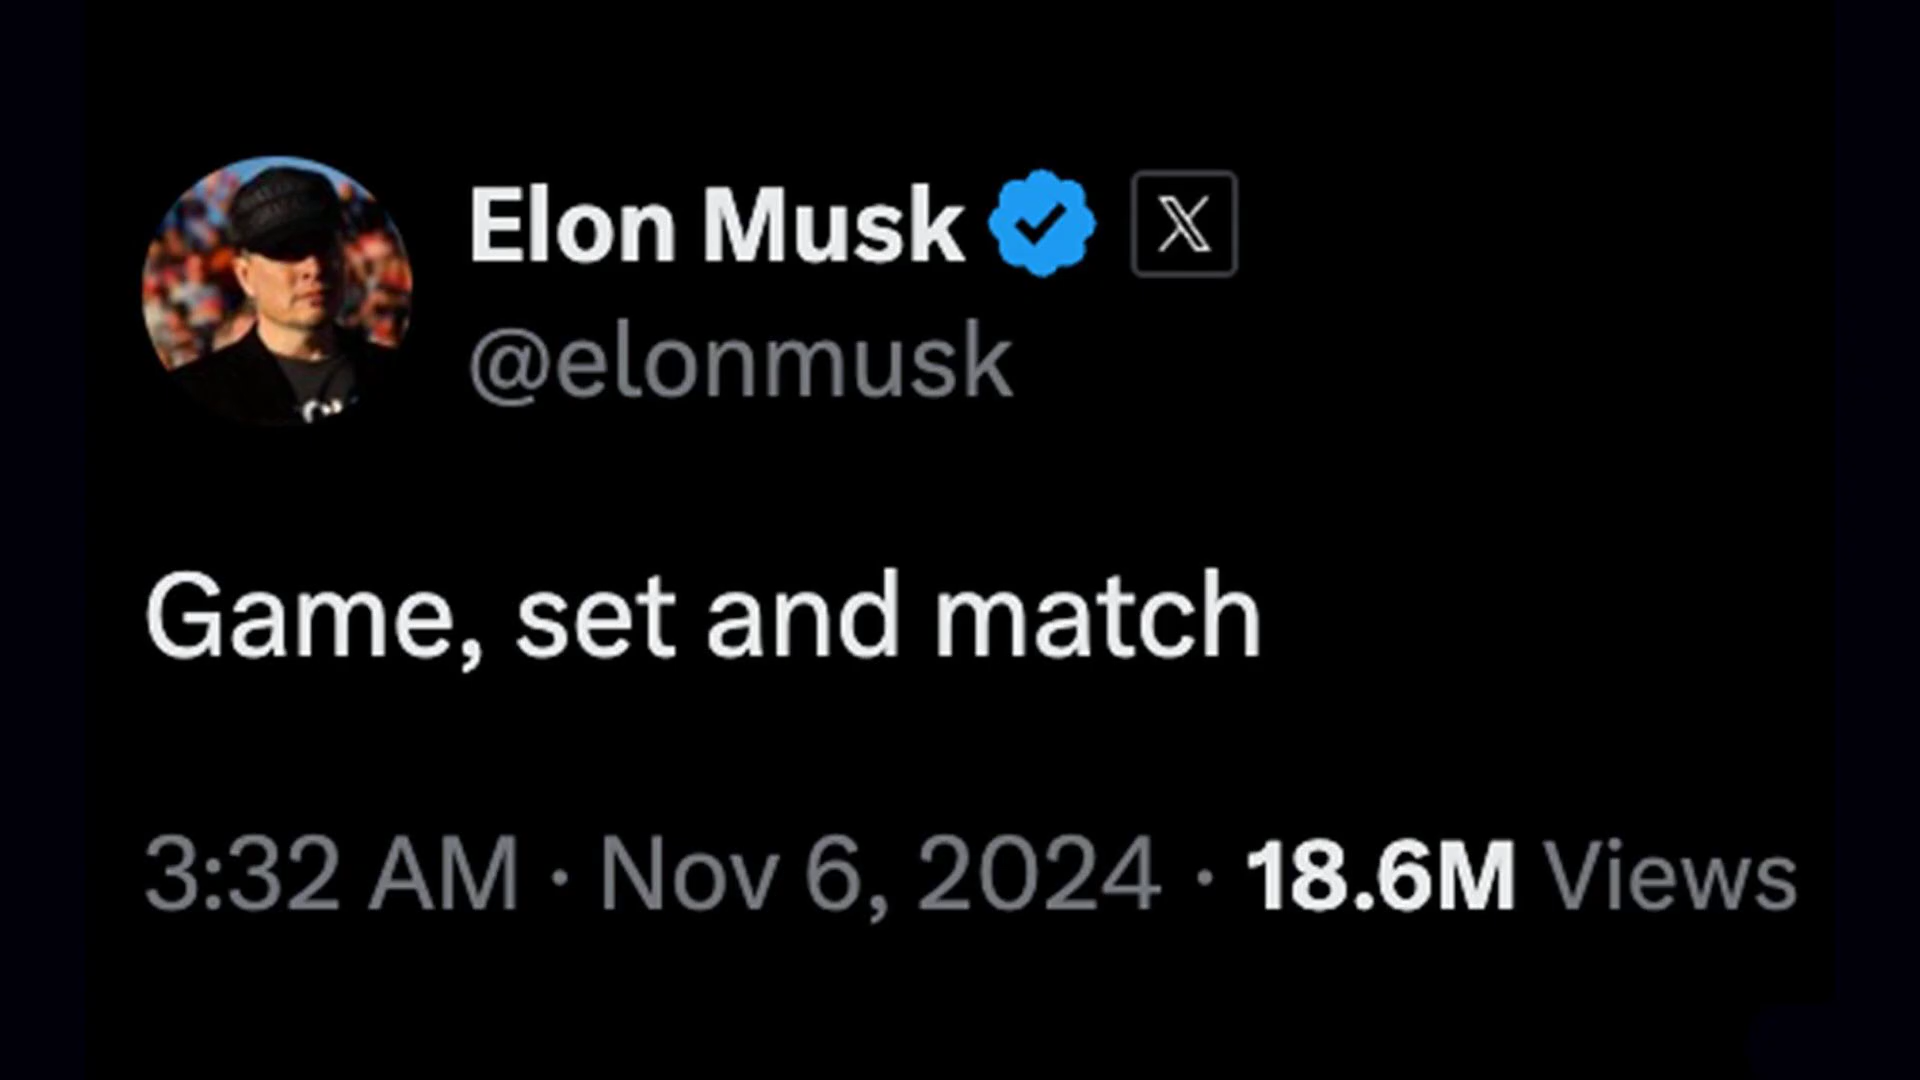 Elon Musk X
@elonmusk
Game, set and match
3:32 AM · Nov 6, 2024 · 18.6M Views